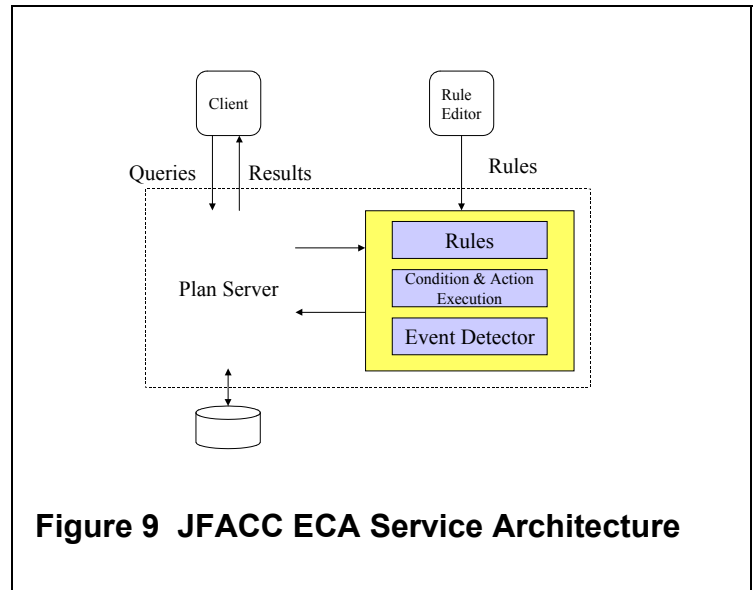 Client
Rule
Editor
Queries
Results
Rules
Plan Server
Rules
Condition & Action
Execution
Event Detector
Figure 9 JFACC ECA Service Architecture